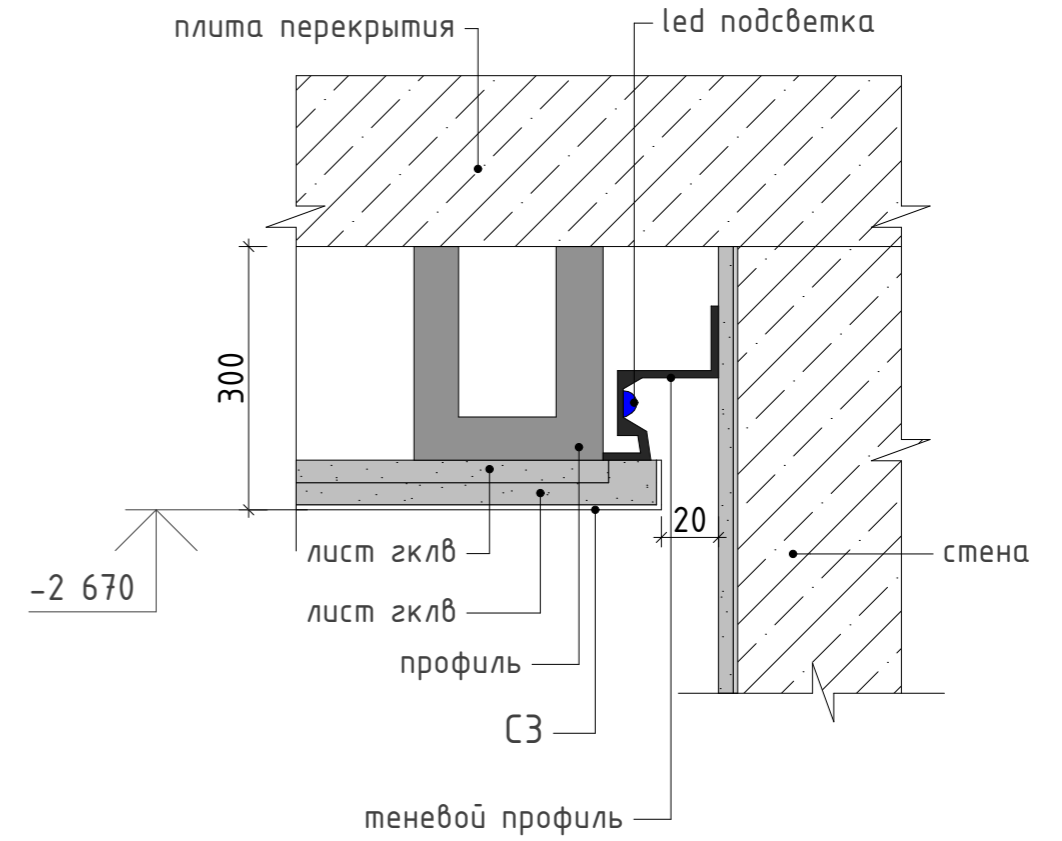 плита перекрытия
led подсветка
300
20
стена
лист гклв
-2 670
лист гклв
профиль
С3
теневой профиль